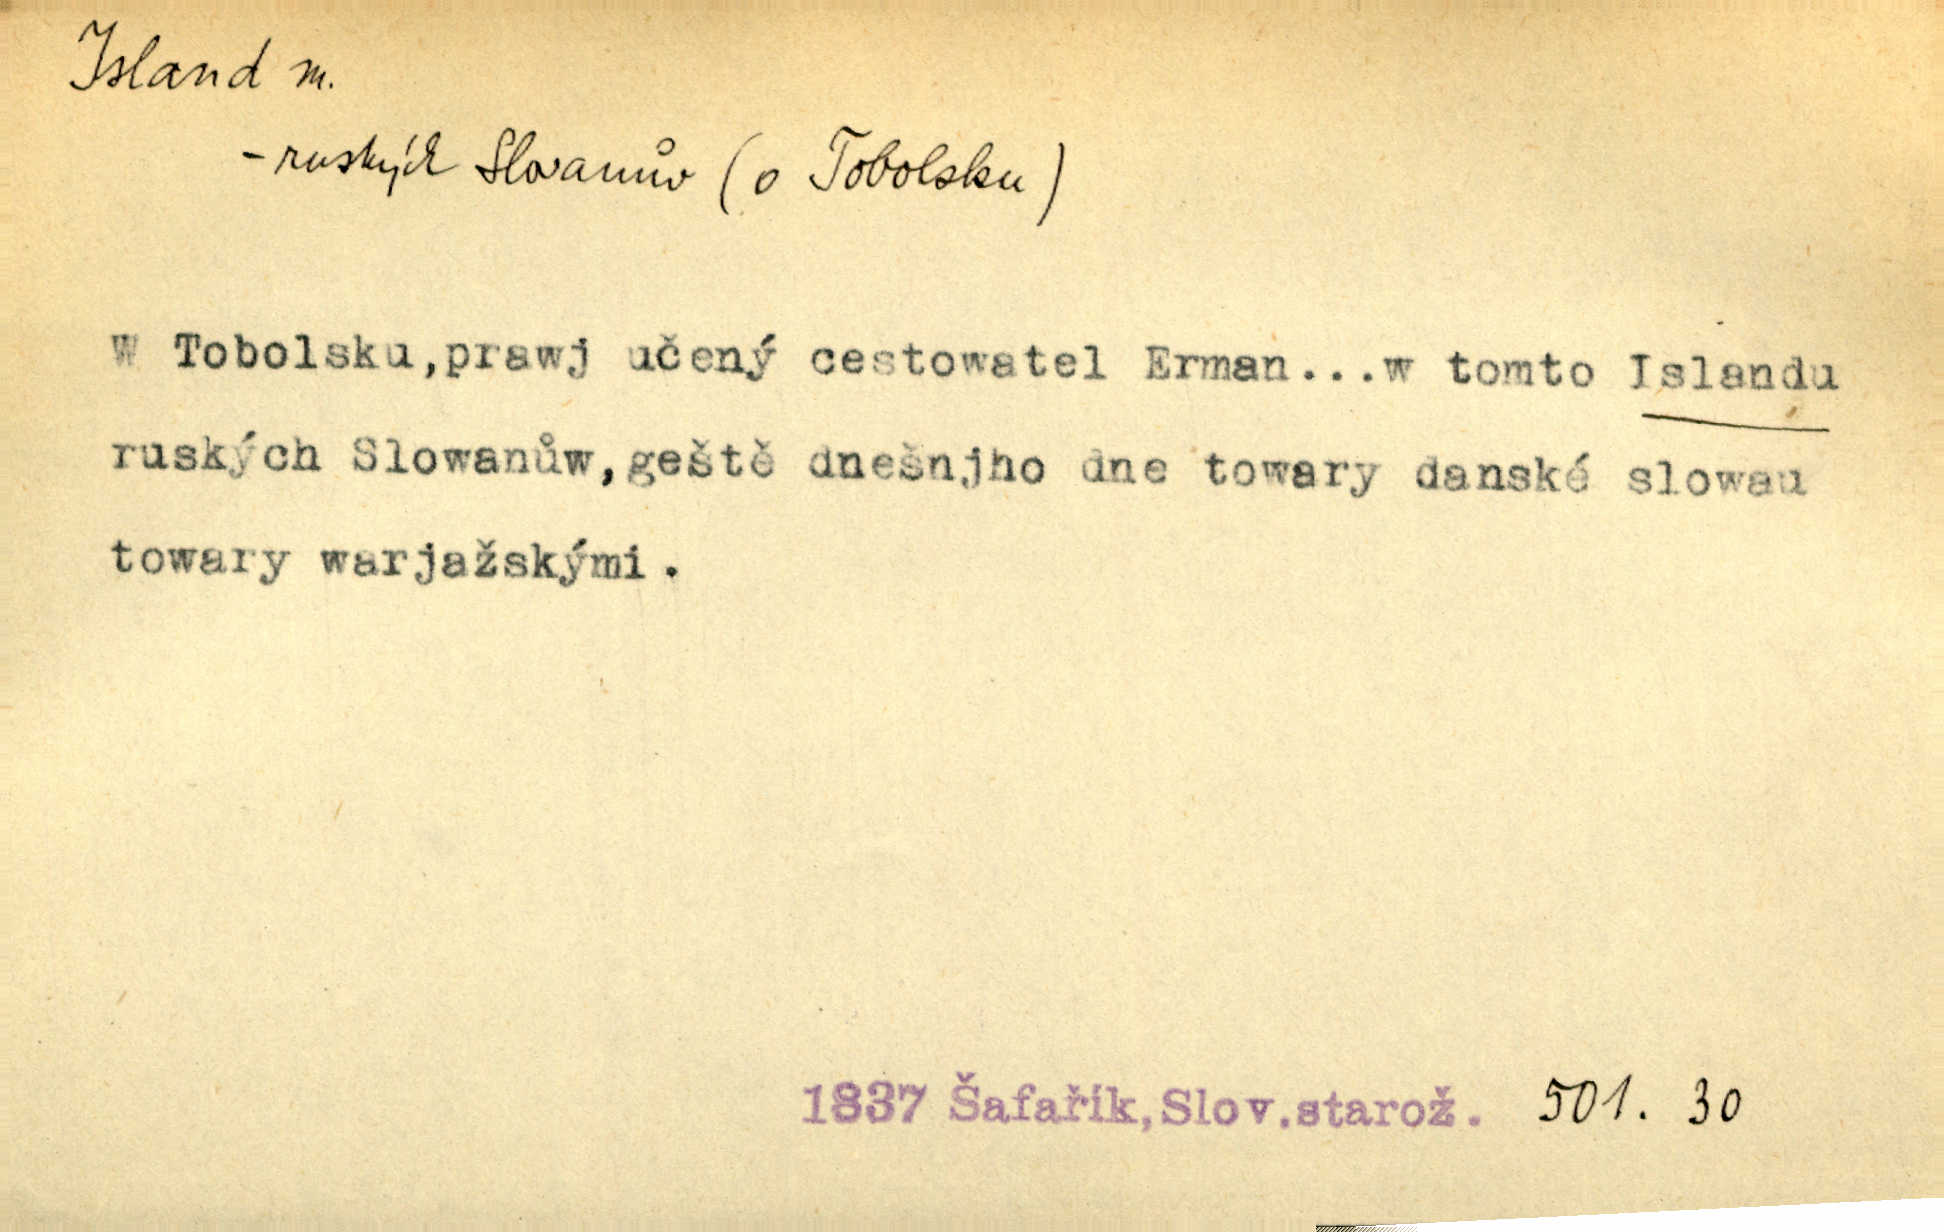 Island m.
- ruských Slovanův (o Tobolsku)
W Tobolsku,prawj učený cestowatel Erman...w tomto Islandu
ruských Slowanůw,geště dnešnjho dne towary danské slowau
towary warjažskými.
1837 Šafařík,Slov.starož. 501. 30